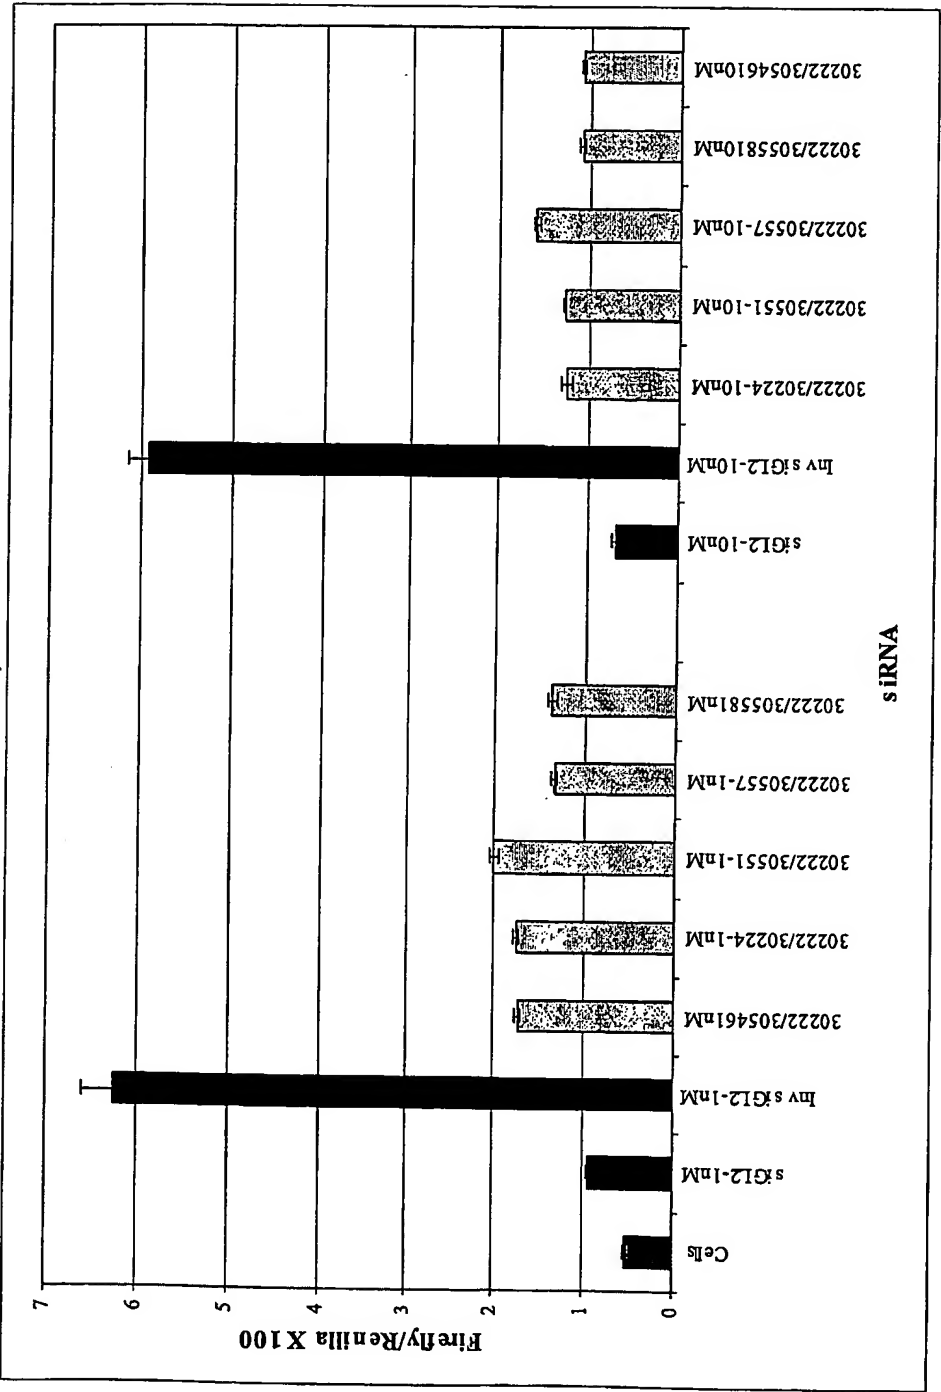 Firefly/Renilla X 100
7
6
5
4
3
2
1
0
Cells
siGL2-1nM
Inv siGL2-1nM
30222/305461nM
30222/30224-1nM
30222/30551-1nM
30222/30557-1nM
30222/305581nM
siGL2-10nM
Inv siGL2-10nM
30222/30224-10nM
30222/30551-10nM
30222/30557-10nM
30222/3055810nM
30222/3054610nM
siRNA